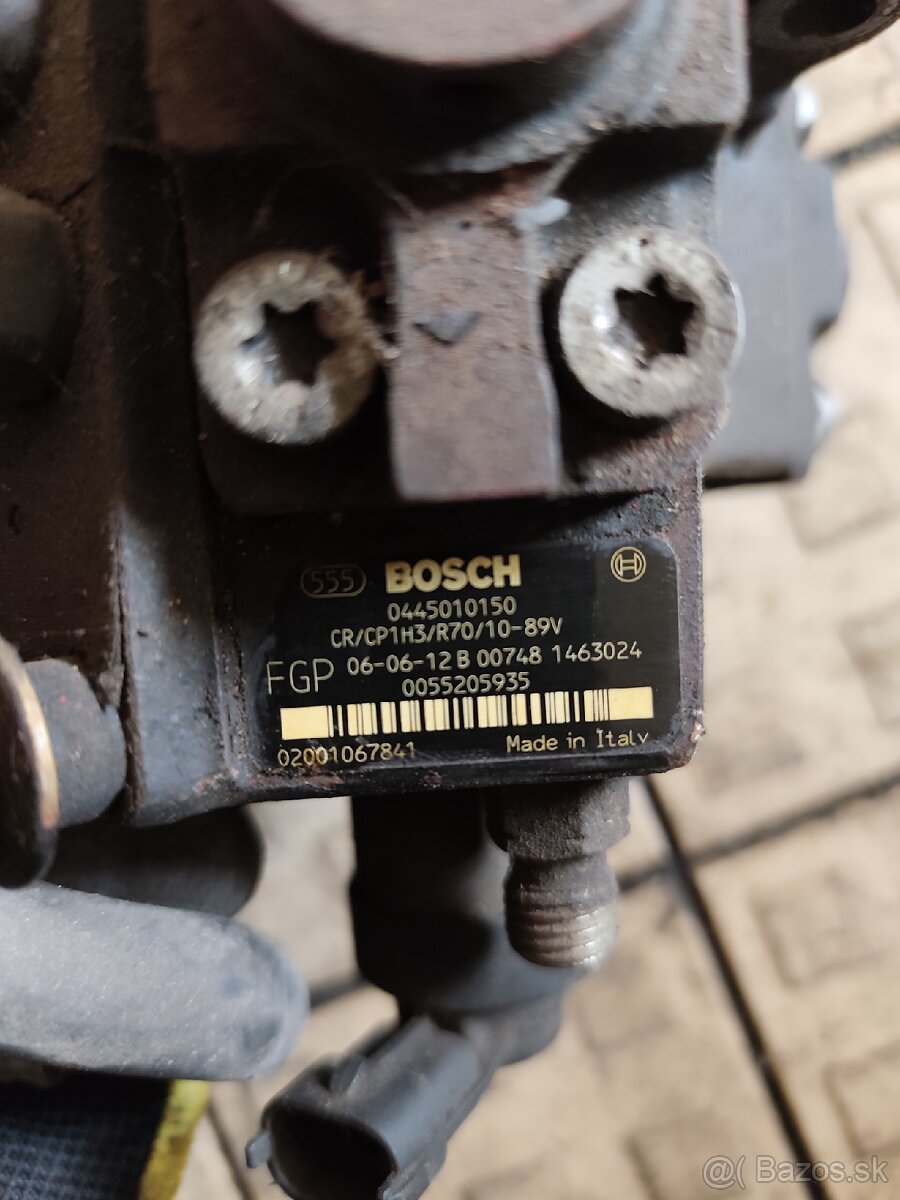 555 BOSCH
0445010150
CR/CP1H3/R70/10-89V
FGP 06-06-12 B 00748 1463024
0055205935
02001067841 Made in Italy
@( Bazos.sk